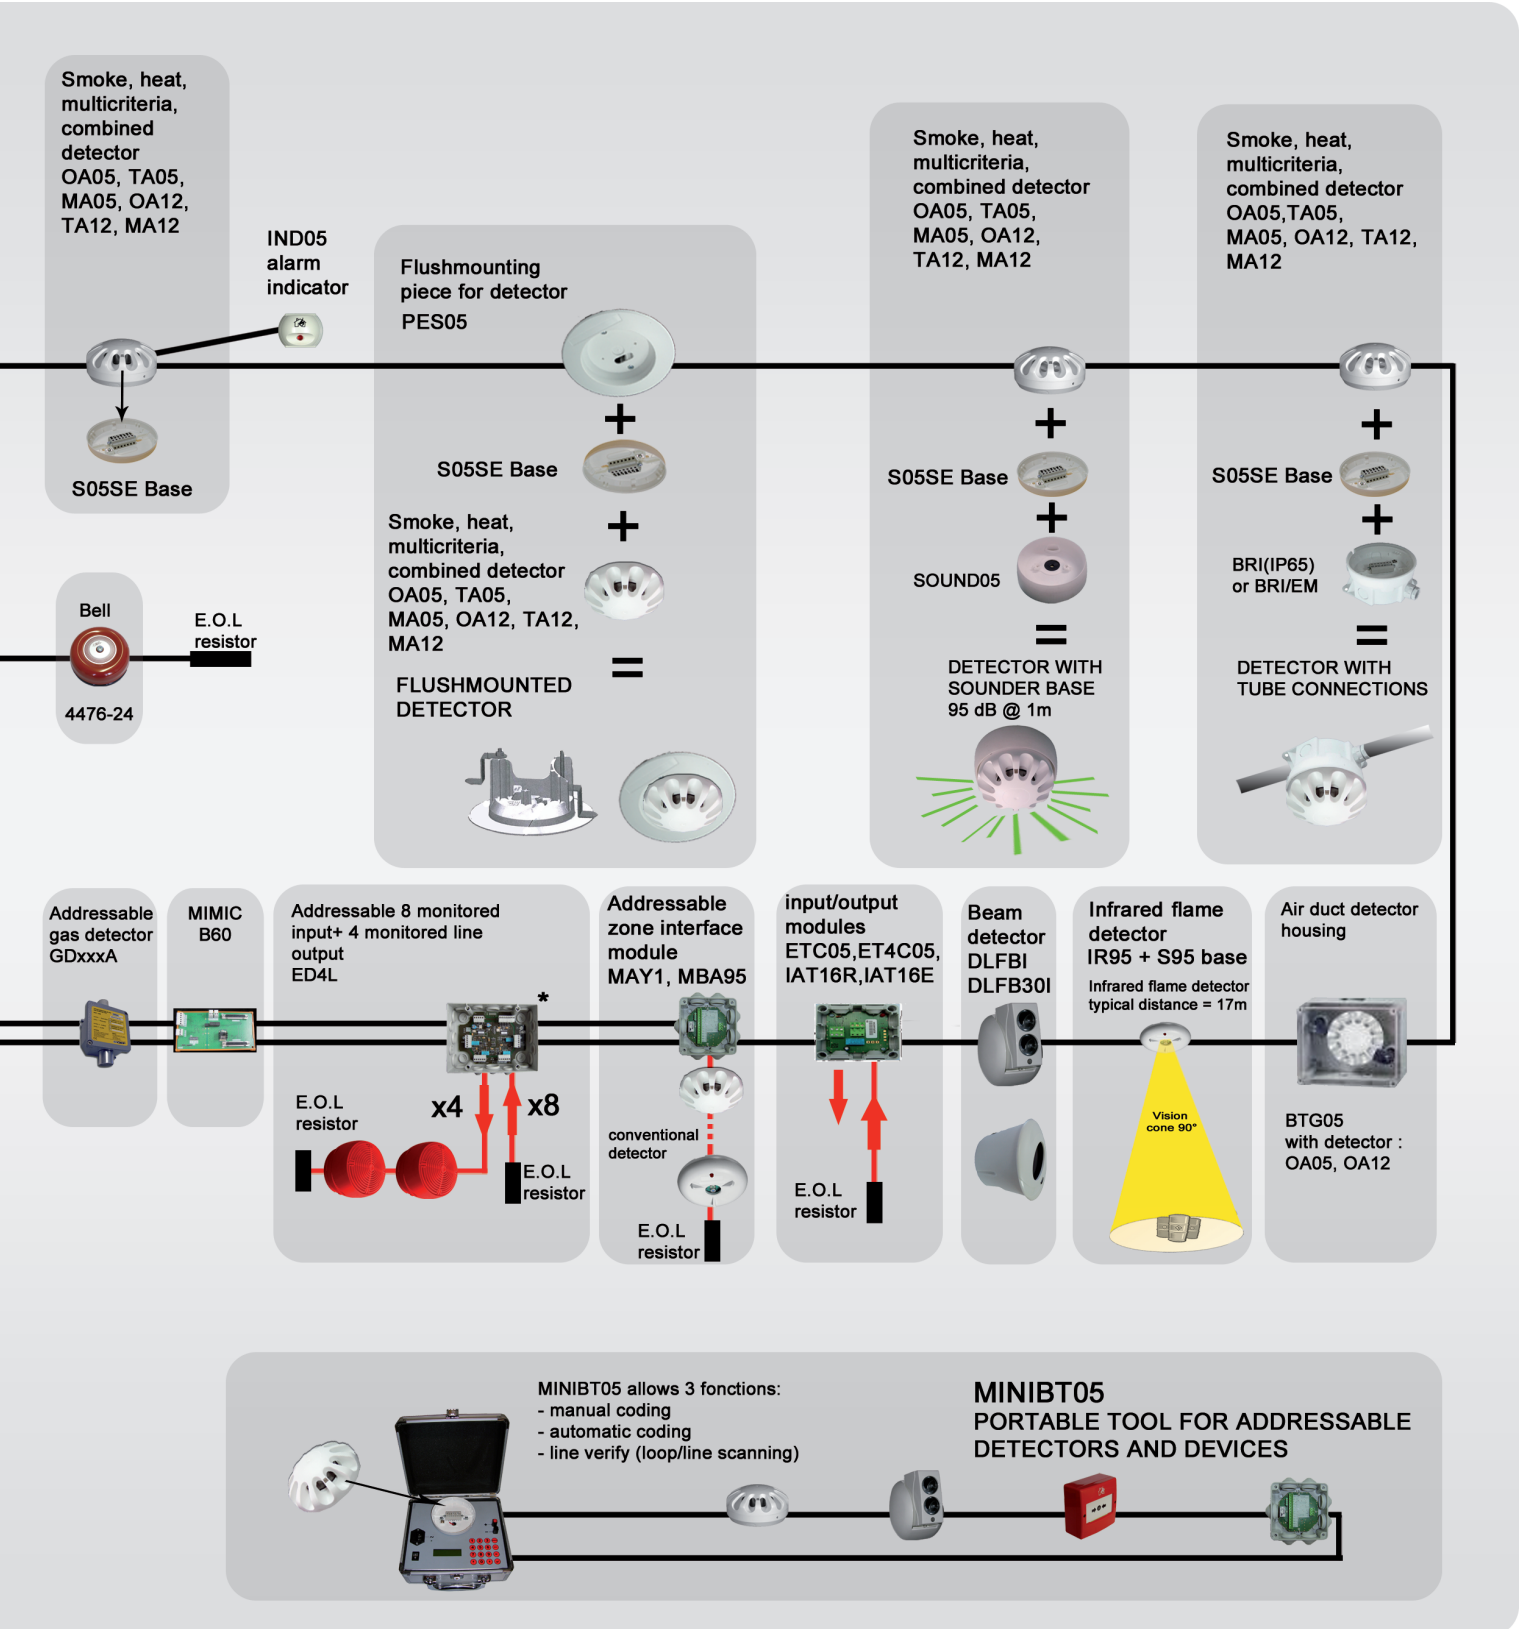 Smoke, heat,
multicriteria,
combined
detector
OA05, TA05,
MA05, OA12,
TA12, MA12
IND05
alarm
indicator
S05SE Base
Flushmounting
piece for detector
PES05
S05SE Base
Smoke, heat,
multicriteria,
combined detector
OA05, TA05,
MA05, OA12, TA12,
MA12
FLUSHMOUNTED
DETECTOR
Smoke, heat,
multicriteria,
combined detector
OA05, TA05,
MA05, OA12,
TA12, MA12
S05SE Base
SOUND05
DETECTOR WITH
SOUNDER BASE
95 dB @ 1m
Smoke, heat,
multicriteria,
combined detector
OA05,TA05,
MA05, OA12, TA12,
MA12
S05SE Base
BRI(IP65)
or BRI/EM
DETECTOR WITH
TUBE CONNECTIONS
Bell
4476-24
E.O.L
resistor
Addressable
gas detector
GDxxxA
MIMIC
B60
Addressable 8 monitored
input+ 4 monitored line
output
ED4L
*
x4
x8
E.O.L
resistor
E.O.L
resistor
Addressable
zone interface
module
MAY1, MBA95
conventional
detector
E.O.L
resistor
input/output
modules
ETC05,ET4C05,
IAT16R,IAT16E
E.O.L
resistor
Beam
detector
DLFBI
DLFB30I
Infrared flame
detector
IR95 + S95 base
Infrared flame detector
typical distance = 17m
Vision
cone 90°
Air duct detector
housing
BTG05
with detector :
OA05, OA12
MINIBT05 allows 3 fonctions:
- manual coding
- automatic coding
- line verify (loop/line scanning)
MINIBT05
PORTABLE TOOL FOR ADDRESSABLE
DETECTORS AND DEVICES